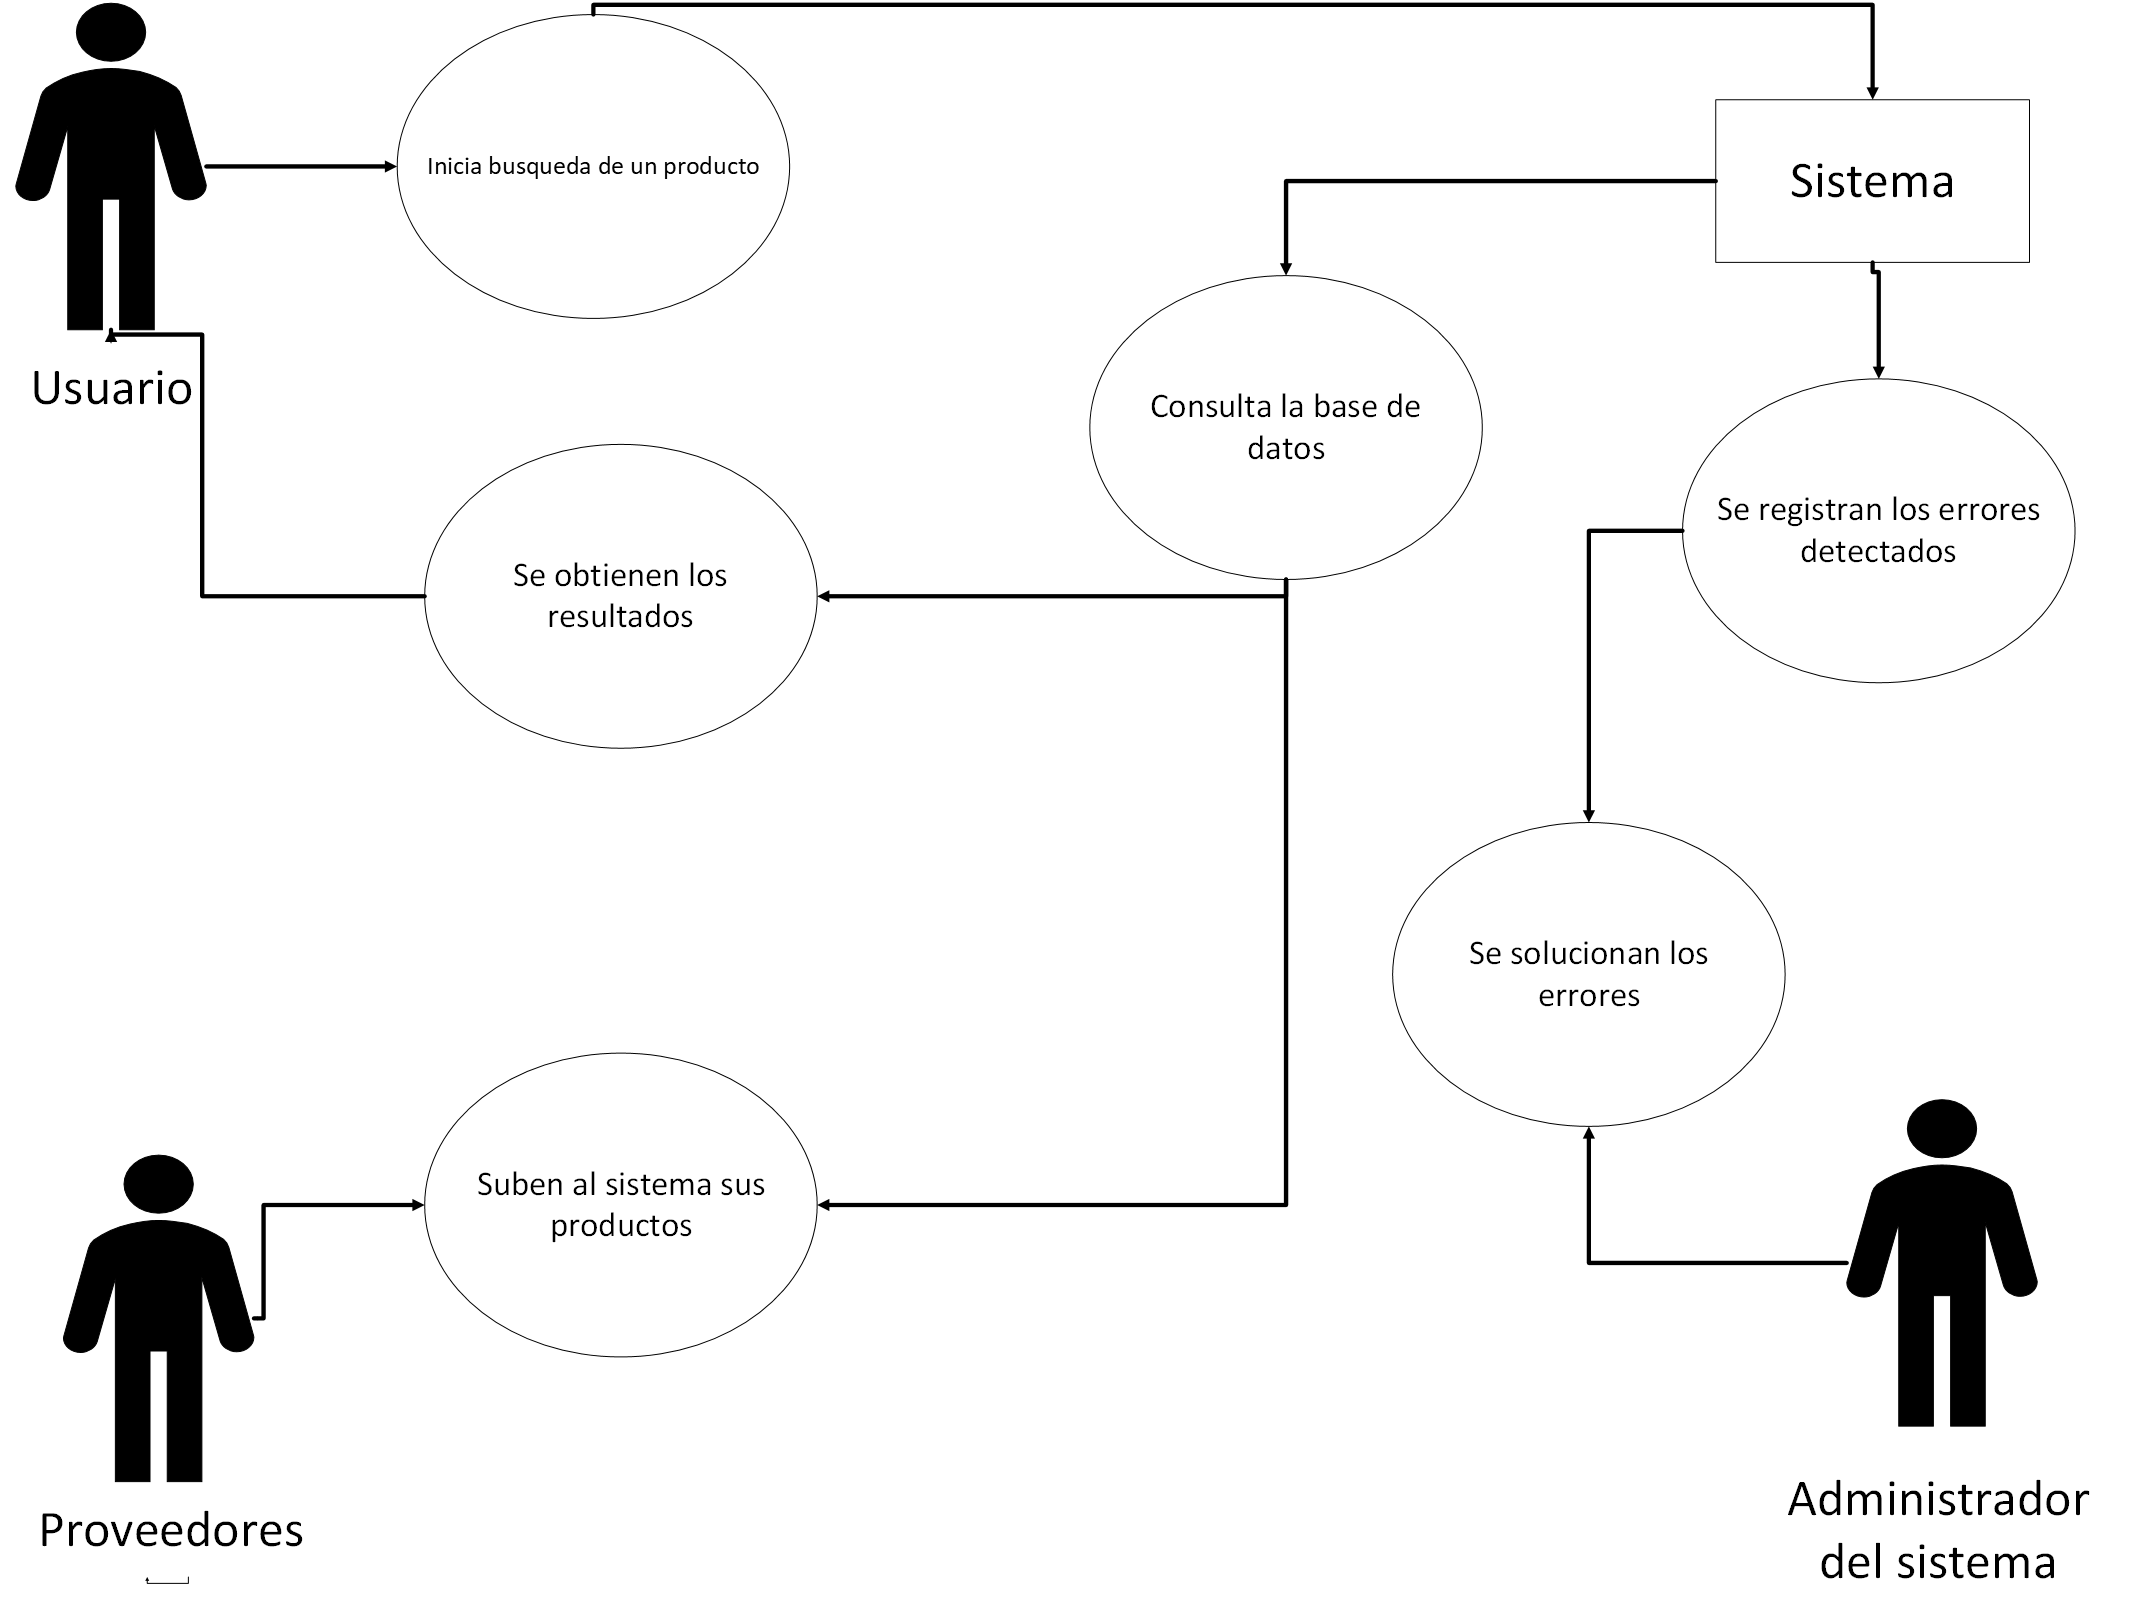 Inicia busqueda de un producto
Sistema
Usuario
Consulta la base de
datos
Se registran los errores
detectados
Se obtienen los
resultados
Se solucionan los
errores
Suben al sistema sus
productos
Proveedores
Administrador
del sistema